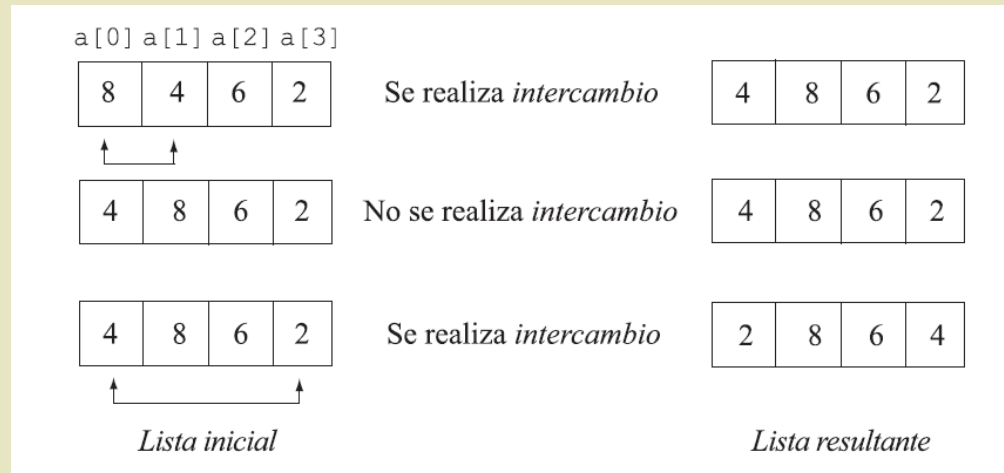 a[0] a[1] a[2] a[3]
8 4 6 2 Se realiza intercambio 4 8 6 2
4 8 6 2 No se realiza intercambio 4 8 6 2
4 8 6 2 Se realiza intercambio 2 8 6 4
Lista inicial Lista resultante